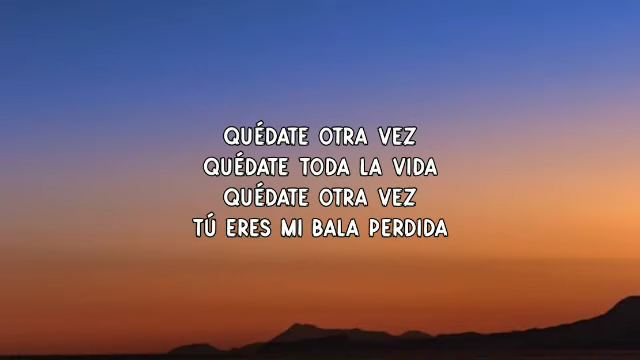 QUÉDATE OTRA VEZ
QUÉDATE TODA LA VIDA
QUÉDATE OTRA VEZ
TÚ ERES MI BALA PERDIDA